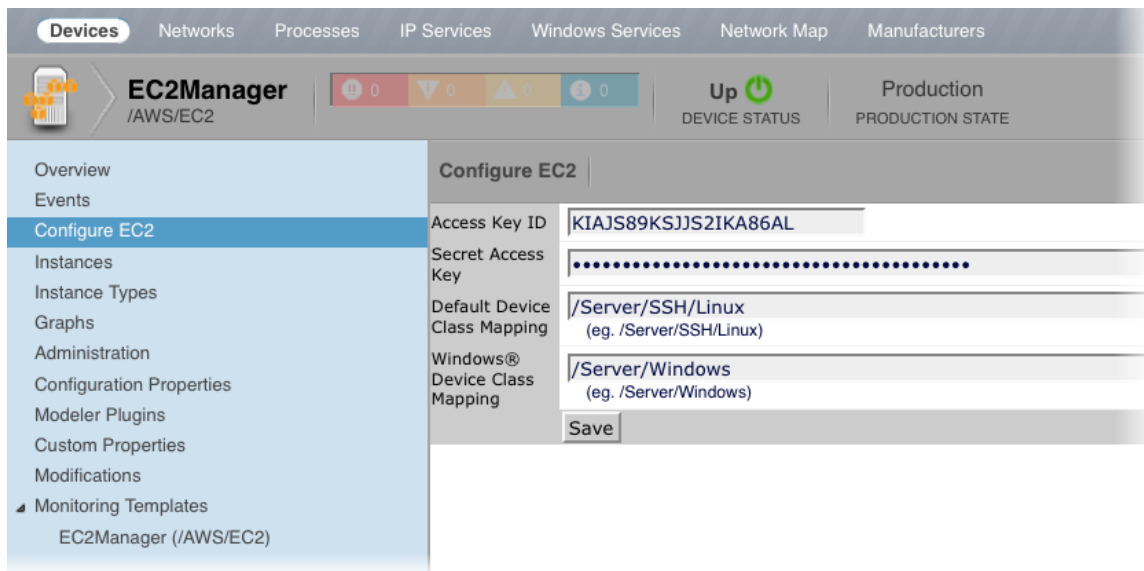 Devices Networks Processes IP Services Windows Services Network Map Manufacturers
EC2Manager
/AWS/EC2
0 0 0 0
Up
DEVICE STATUS
Production
PRODUCTION STATE
Overview
Events
Configure EC2
Instances
Instance Types
Graphs
Administration
Configuration Properties
Modeler Plugins
Custom Properties
Modifications
Monitoring Templates
EC2Manager (/AWS/EC2)
Configure EC2
Access Key ID
KIAJS89KSJJS2IKA86AL
Secret Access
Key
••••••••••••••••••••••••••••••••••••••••
Default Device
Class Mapping
/Server/SSH/Linux
(eg. /Server/SSH/Linux)
Windows®
Device Class
Mapping
/Server/Windows
(eg. /Server/Windows)
Save